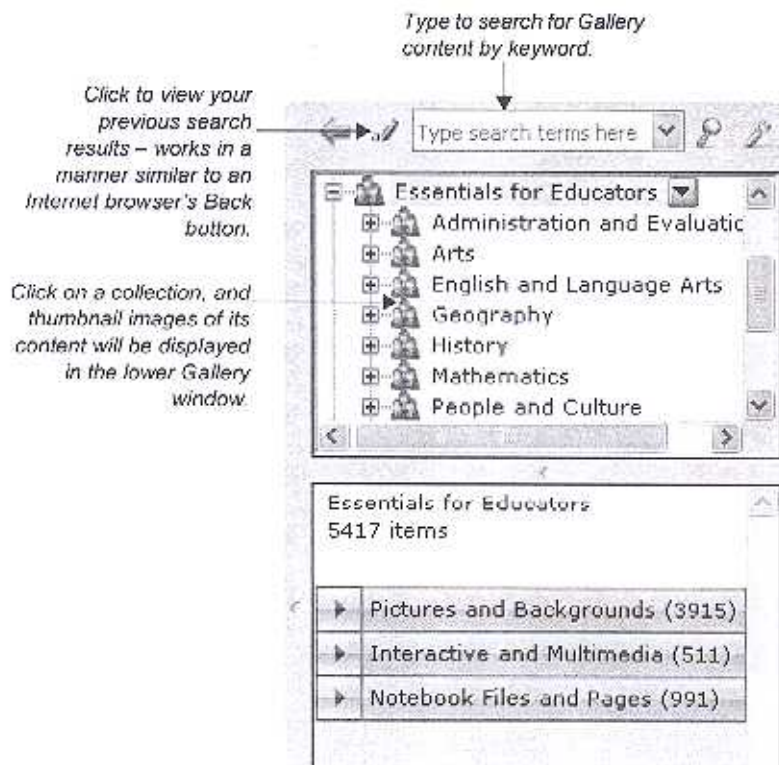 Type to search for Gallery
content by keyword.
Click to view your
previous search
results – works in a
manner similar to an
Internet browser's Back
button.
Type search terms here
Click on a collection, and
thumbnail images of its
content will be displayed
in the lower Gallery
window.
Essentials for Educators
Administration and Evaluatio
Arts
English and Language Arts
Geography
History
Mathematics
People and Culture
Essentials for Educators
5417 items
Pictures and Backgrounds (3915)
Interactive and Multimedia (511)
Notebook Files and Pages (991)